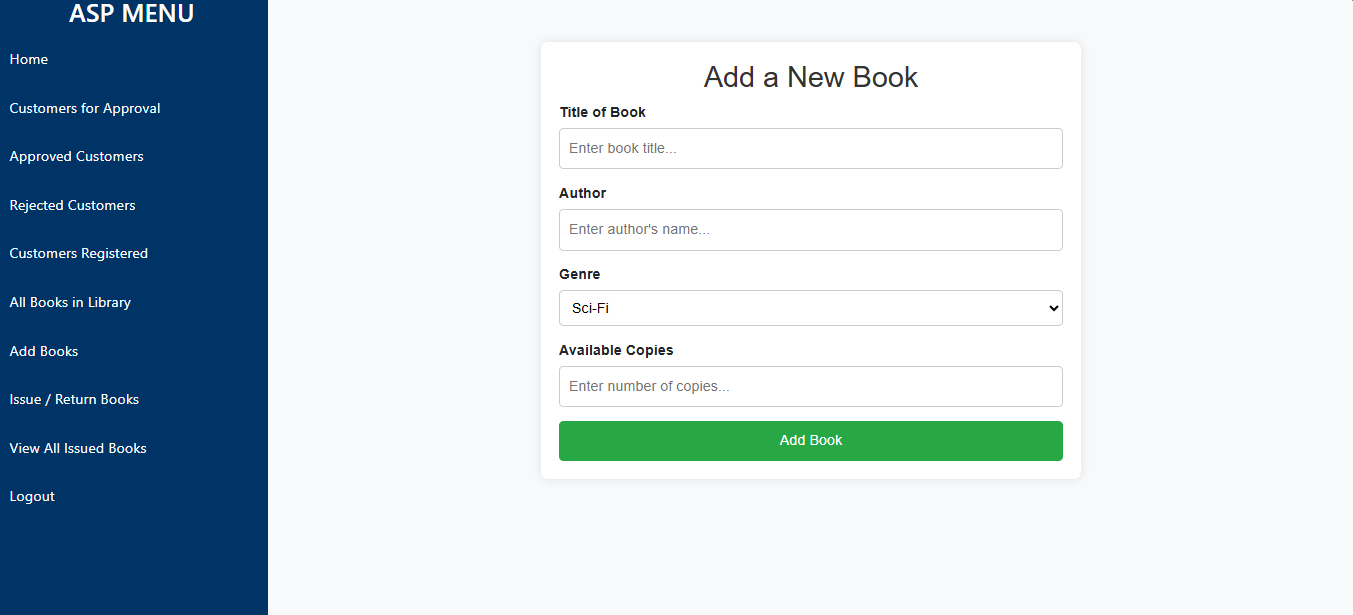 ASP MENU
Home
Customers for Approval
Approved Customers
Rejected Customers
Customers Registered
All Books in Library
Add Books
Issue / Return Books
View All Issued Books
Logout
Add a New Book
Title of Book
Enter book title...
Author
Enter author's name...
Genre
Sci-Fi
Available Copies
Enter number of copies...
Add Book